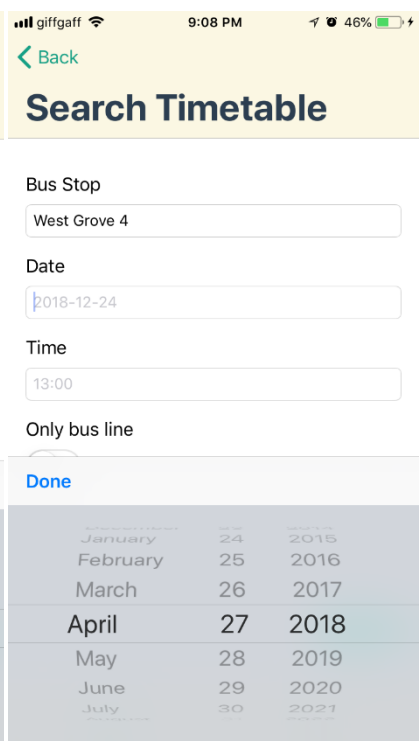 giffgaff 9:08 PM 46%
Back
Search Timetable
Bus Stop
West Grove 4
Date
2018-12-24
Time
13:00
Only bus line
Done
January 24 2015
February 25 2016
March 26 2017
April 27 2018
May 28 2019
June 29 2020
July 30 2021